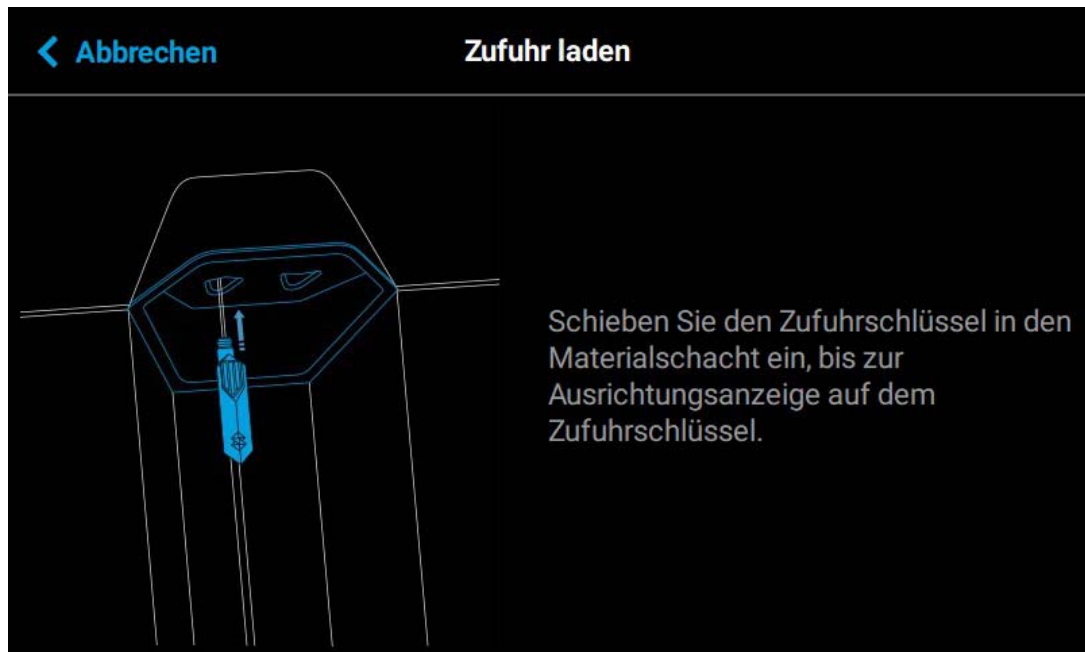 Abbrechen
Zufuhr laden
Schieben Sie den Zufuhrschlüssel in den
Materialschacht ein, bis zur
Ausrichtungsanzeige auf dem
Zufuhrschlüssel.